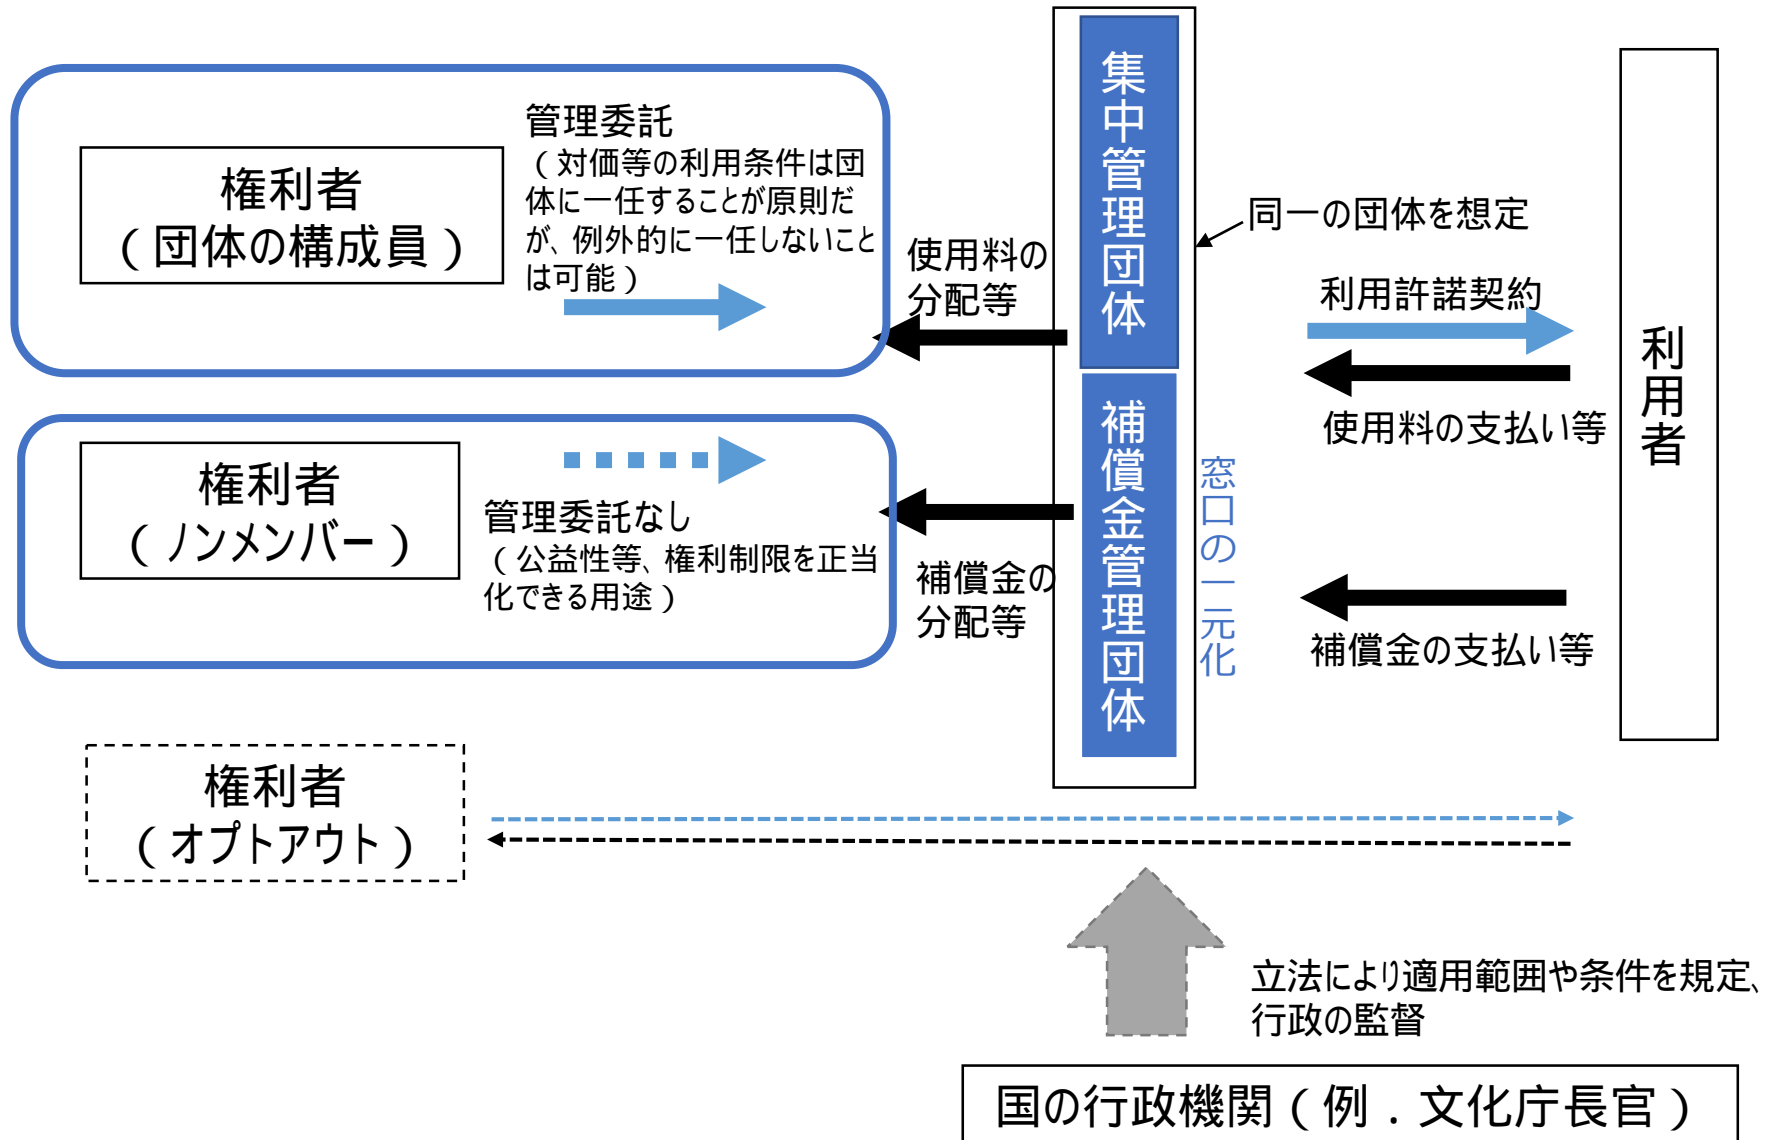 管理委託
（対価等の利用条件は団
体に一任することが原則だ
が、例外的に一任しないこと
は可能）
権利者
（団体の構成員）
使用料の
分配等
集中管理団体
同一の団体を想定
利用許諾契約
使用料の支払い等
利用者
権利者
（ノンメンバー）
管理委託なし
（公益性等、権利制限を正当
化できる用途）
補償金の
分配等
補償金管理団体
窓口の一元化
補償金の支払い等
権利者
（オプトアウト）
立法により適用範囲や条件を規定、
行政の監督
国の行政機関（例．文化庁長官）